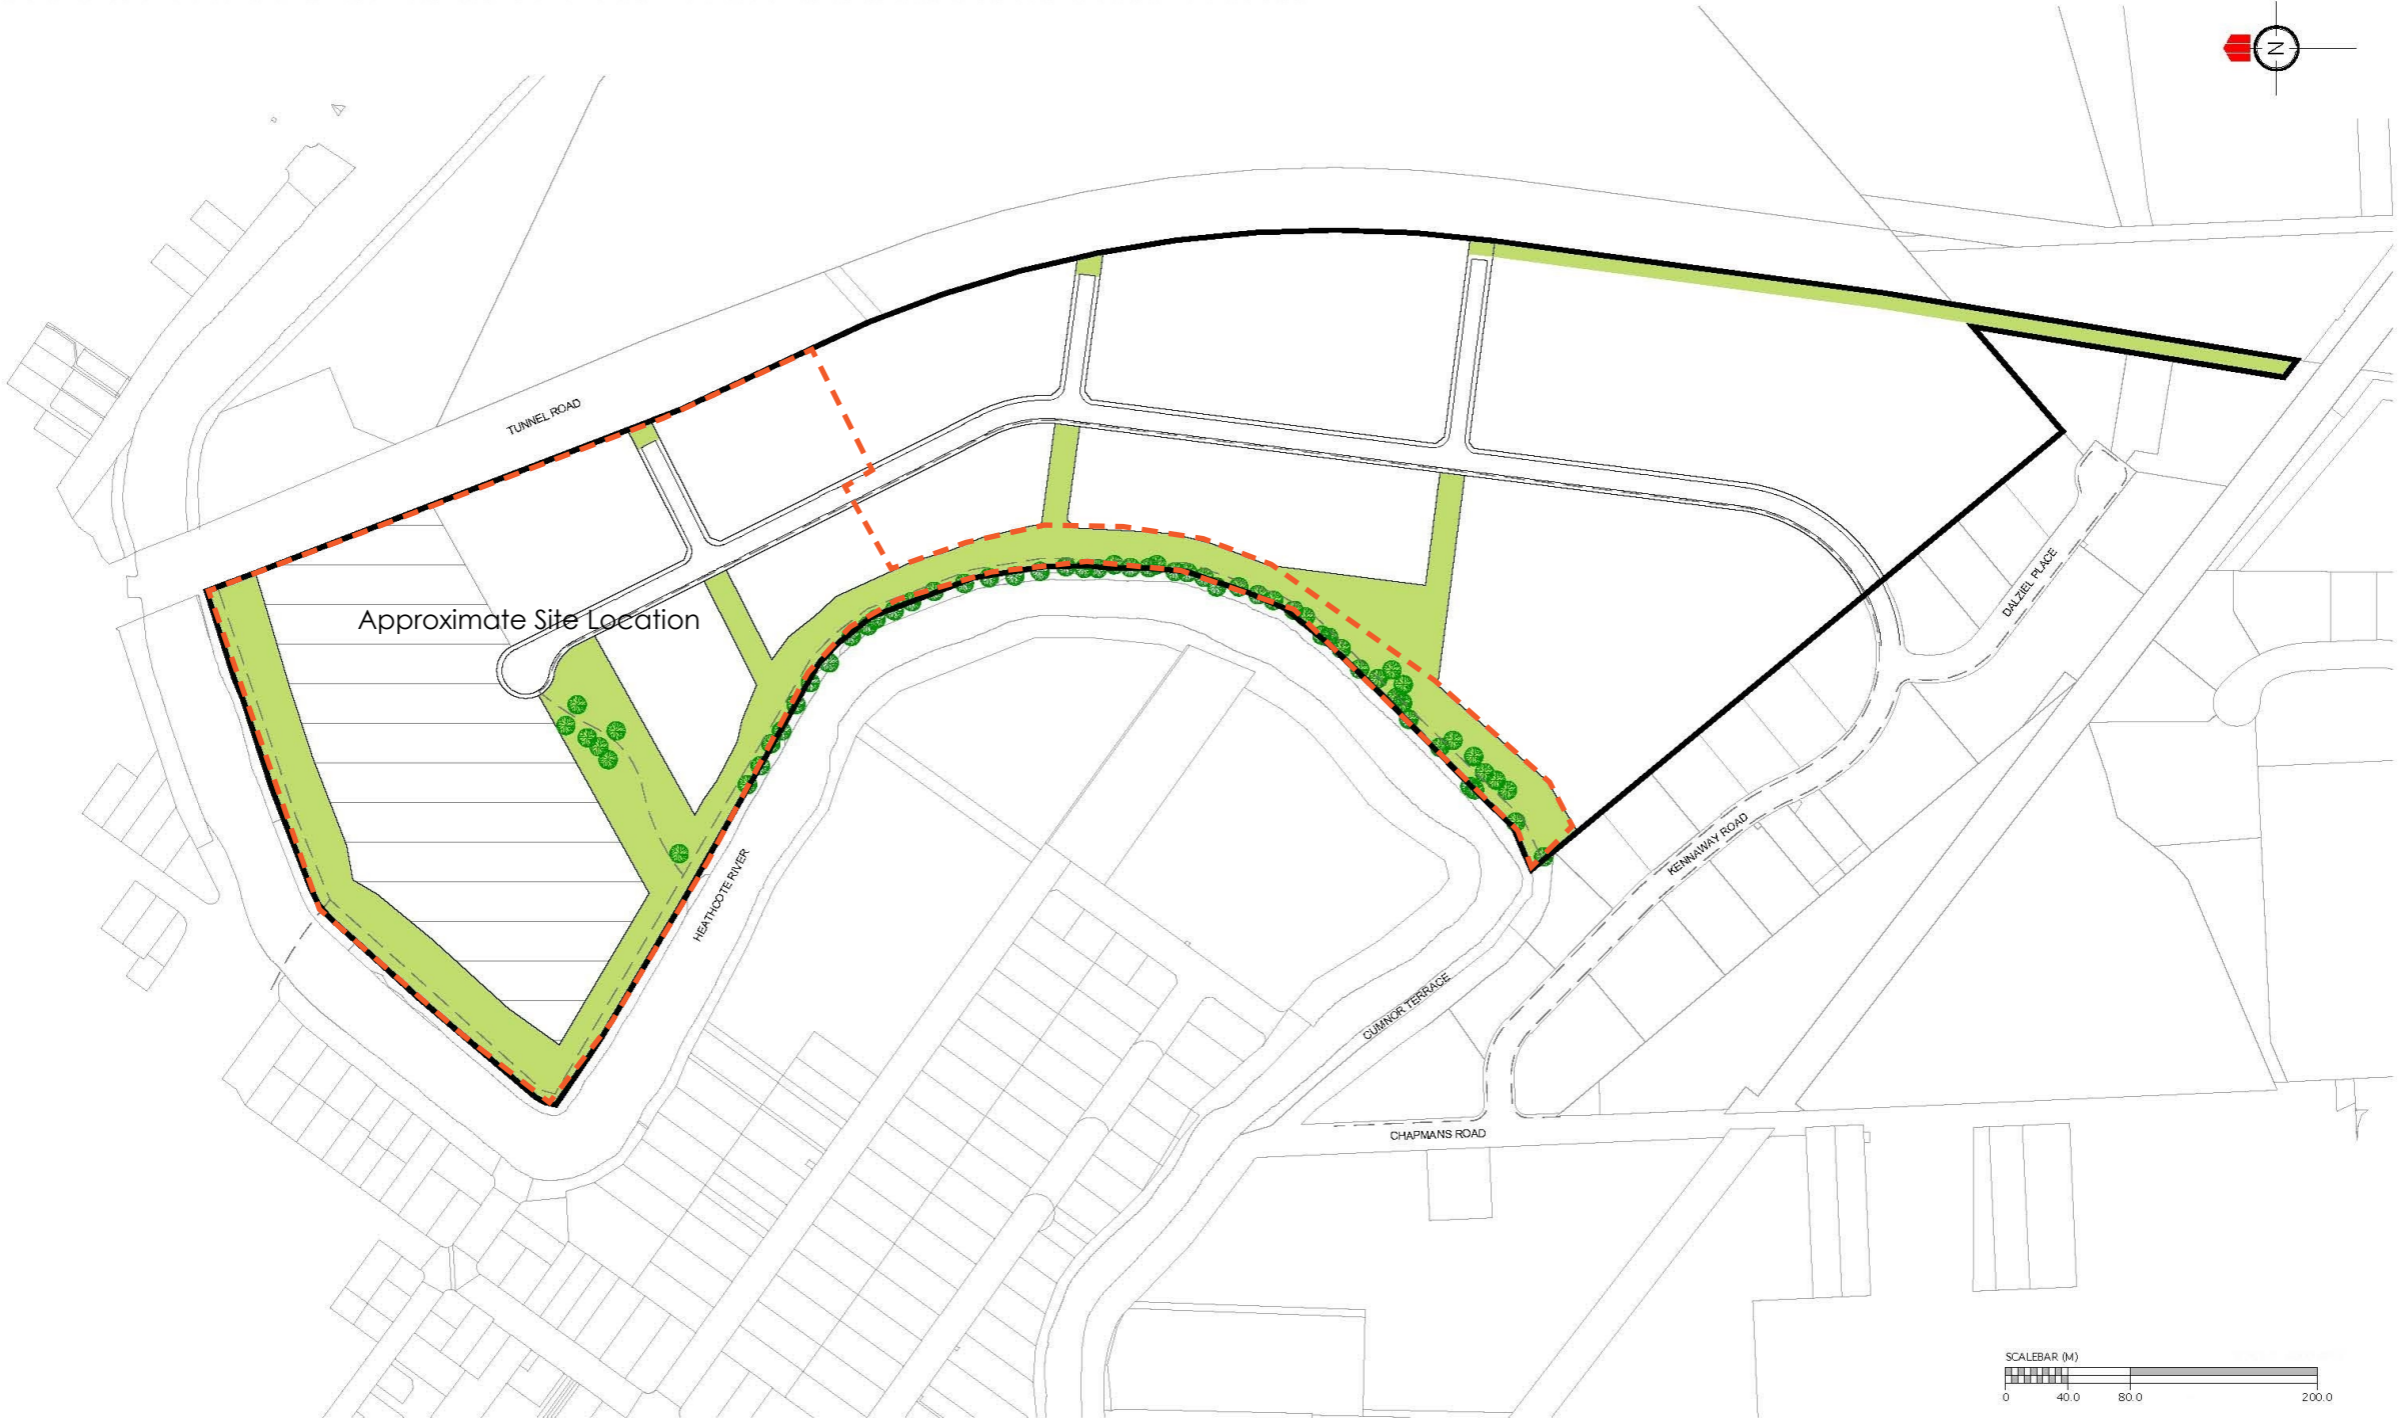 N
TUNNEL ROAD
Approximate Site Location
DALZIEL PLACE
HEATHCOTE RIVER
KENNAWAY ROAD
CUMNOR TERRACE
CHAPMANS ROAD
SCALEBAR (M)
0 40.0 80.0 200.0